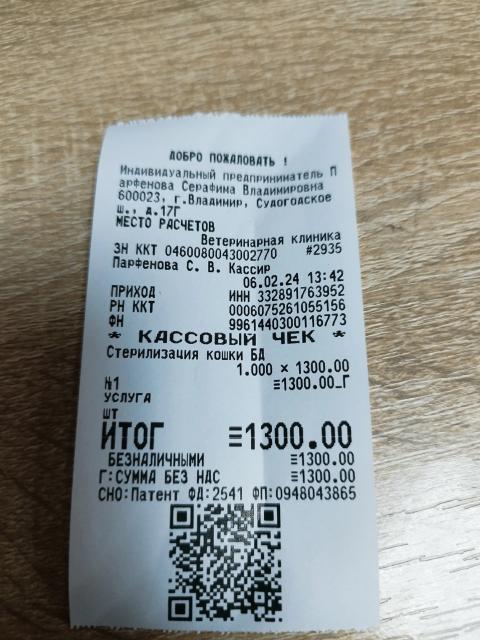 ДОБРО ПОЖАЛОВАТЬ !
Индивидуальный предприниматель П
арфенова Серафина Владимировна
600023, г.Владимир, Судогодское
ш., д.17Г
МЕСТО РАСЧЕТОВ
Ветеринарная клиника
ЗН ККТ 0460080043002770 #2935
Парфенова С. В. Кассир
06.02.24 13:42
ПРИХОД ИНН 332891763952
РН ККТ 0006075261055156
ФН 9961440300116773
* КАССОВЫЙ ЧЕК *
Стерилизация кошки БД
1.000 × 1300.00
№1 ≡1300.00_Г
УСЛУГА
ШТ
ИТОГ ≡1300.00
БЕЗНАЛИЧНЫМИ ≡1300.00
Г:СУММА БЕЗ НДС ≡1300.00
СНО:Патент ФД:2541 ФП:0948043865